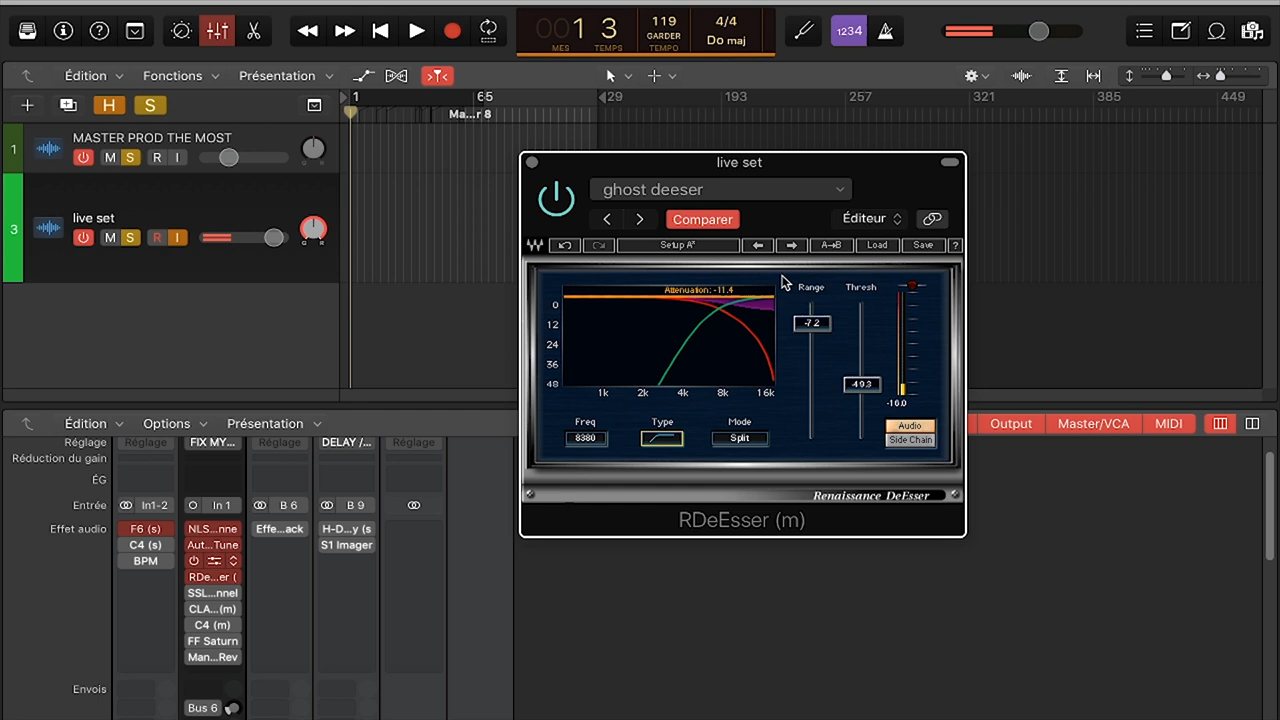 001 3
MES TEMPS
119
GARDER
TEMPO
4/4
Do maj
1234
Édition
Fonctions
Présentation
1
65
129
193
257
321
385
449
Ma...r 8
H
S
1
MASTER PROD THE MOST
M
S
R
I
G R
3
live set
M
S
R
I
G R
live set
ghost deeser
Comparer
Éditeur
Setup A*
A→B
Load
Save
?
Attenuation: -11.4
0
12
24
36
48
1k
2k
4k
8k
16k
Range
Thresh
-7.2
-49.3
-16.0
Freq
Type
Mode
8380
Split
Audio
Side Chain
Renaissance DeEsser
RDeEsser (m)
Édition
Options
Présentation
Output
Master/VCA
MIDI
Réglage
Réglage
FIX MY...
Réglage
DELAY /...
Réglage
Réduction du gain
ÉG
Entrée
In1-2
In 1
B 6
B 9
Effet audio
F6 (s)
NLS...nne
Effe...ack
H-D...y (s
C4 (s)
Aut...Tune
S1 Imager
BPM
RDe...er (
SSL...nnel
CLA...(m)
C4 (m)
FF Saturn
Man...Rev
Envois
Bus 6